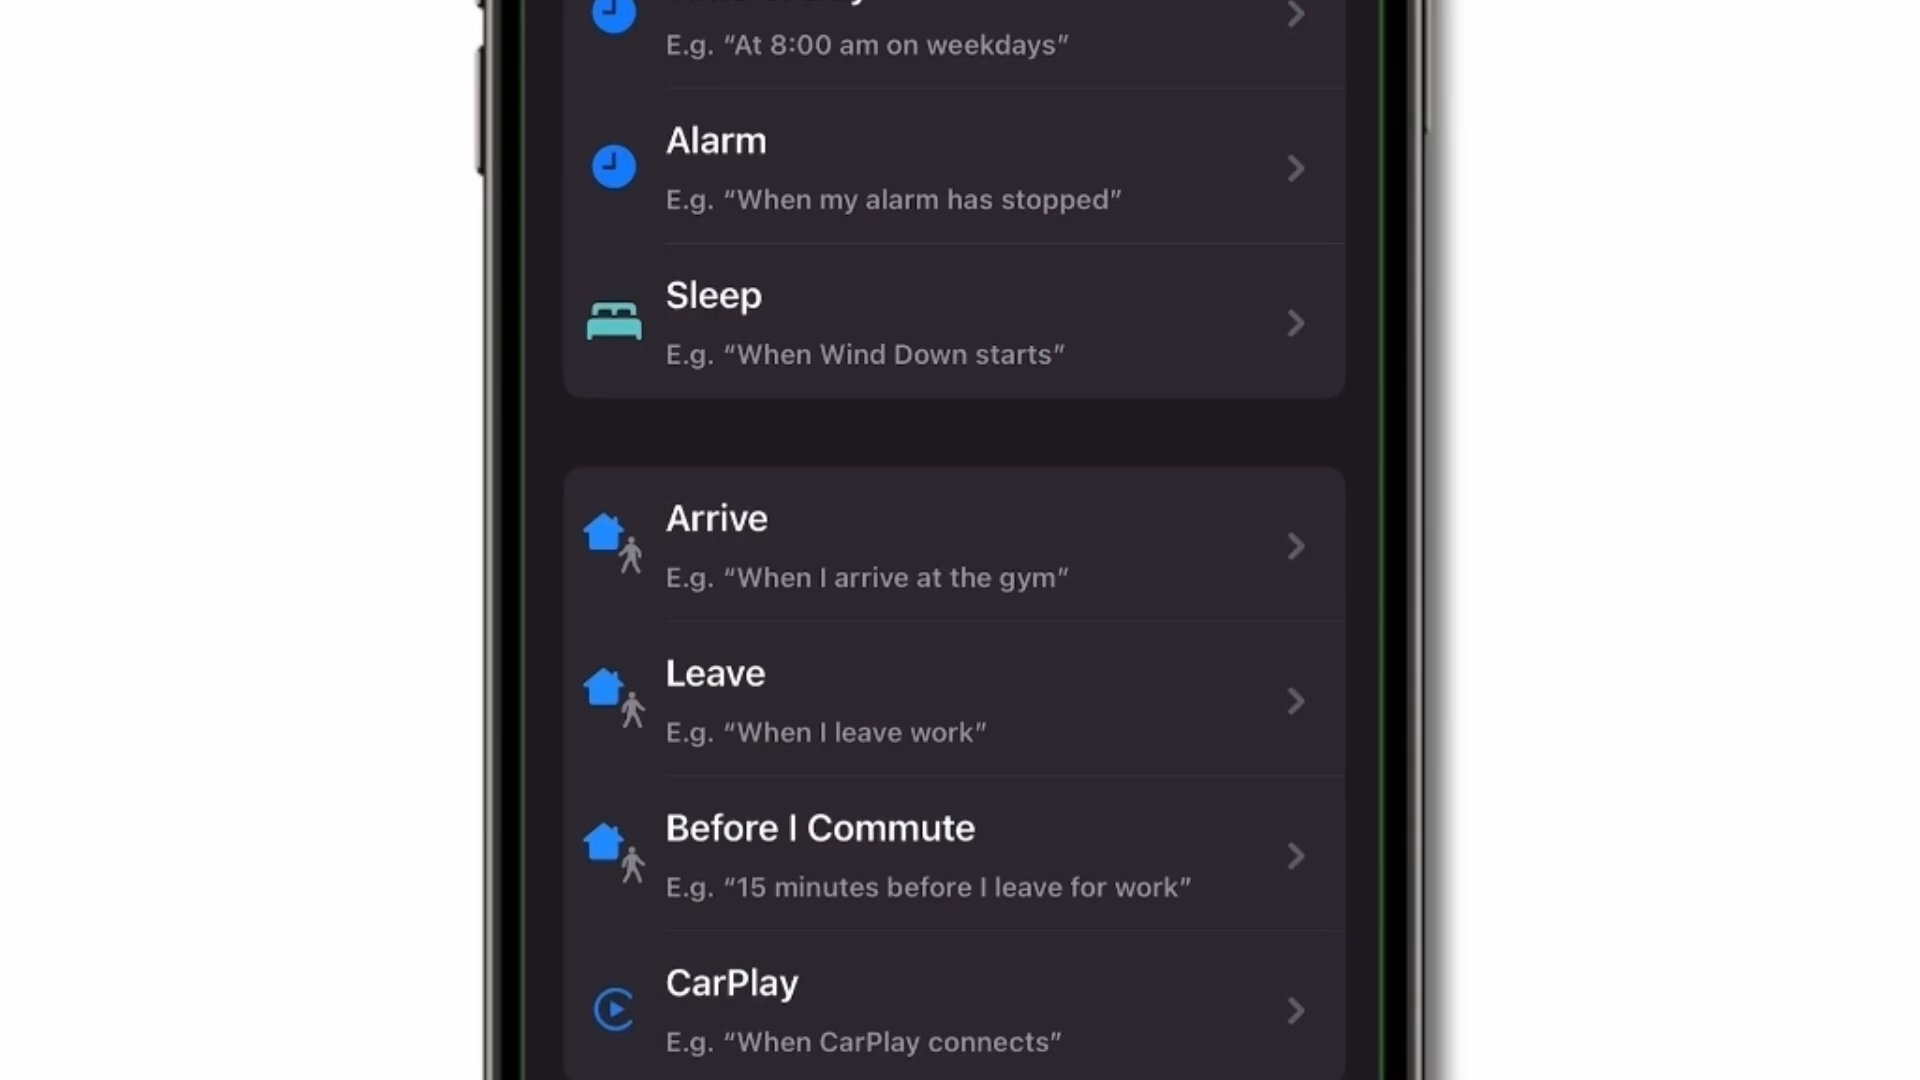 E.g. “At 8:00 am on weekdays”
Alarm
E.g. “When my alarm has stopped”
Sleep
E.g. “When Wind Down starts”
Arrive
E.g. “When I arrive at the gym”
Leave
E.g. “When I leave work”
Before I Commute
E.g. “15 minutes before I leave for work”
CarPlay
E.g. “When CarPlay connects”